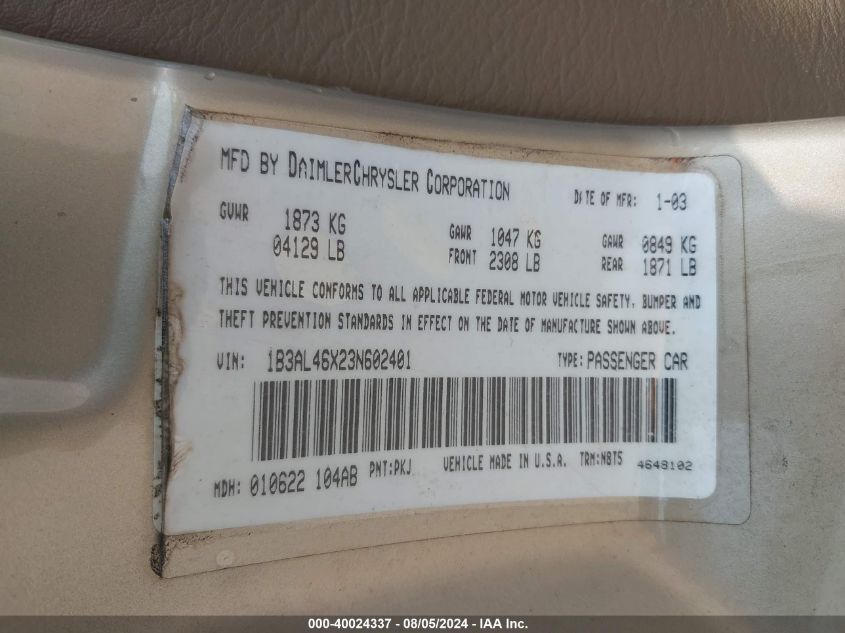 MFD BY DAIMLERCHRYSLER CORPORATION DATE OF MFR: 1-03
GVWR 1873 KG GAWR 1047 KG GAWR 0849 KG
04129 LB FRONT 2308 LB REAR 1871 LB
THIS VEHICLE CONFORMS TO ALL APPLICABLE FEDERAL MOTOR VEHICLE SAFETY, BUMPER AND
THEFT PREVENTION STANDARDS IN EFFECT ON THE DATE OF MANUFACTURE SHOWN ABOVE.
VIN: 1B3AL46X23N602401 TYPE: PASSENGER CAR
MDH: 010622 104AB PNT:PKJ VEHICLE MADE IN U.S.A. TRM:N8T5 4648102
000-40024337 - 08/05/2024 - IAA Inc.